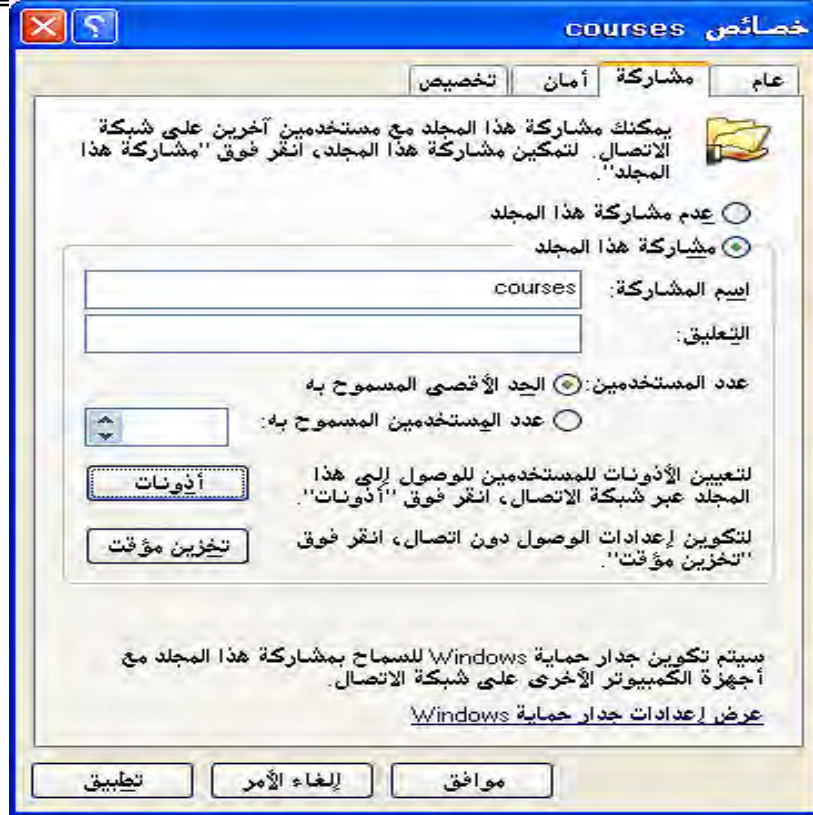 خصائص courses
عام
مشاركة
أمان
تخصيص
يمكنك مشاركة هذا المجلد مع مستخدمين آخرين على شبكة
الاتصال. لتمكين مشاركة هذا المجلد، انقر فوق "مشاركة هذا
المجلد".
عدم مشاركة هذا المجلد
مشاركة هذا المجلد
اسم المشاركة: courses
التعليق:
عدد المستخدمين: الحد الأقصى المسموح به
عدد المستخدمين المسموح به:
لتعيين الأذونات للمستخدمين للوصول إلى هذا
المجلد عبر شبكة الاتصال، انقر فوق "أذونات".
أذونات
لتكوين إعدادات الوصول دون اتصال، انقر فوق
"تخزين مؤقت".
تخزين مؤقت
سيتم تكوين جدار حماية Windows للسماح بمشاركة هذا المجلد مع
أجهزة الكمبيوتر الأخرى على شبكة الاتصال.
عرض إعدادات جدار حماية Windows
موافق
إلغاء الأمر
تطبيق